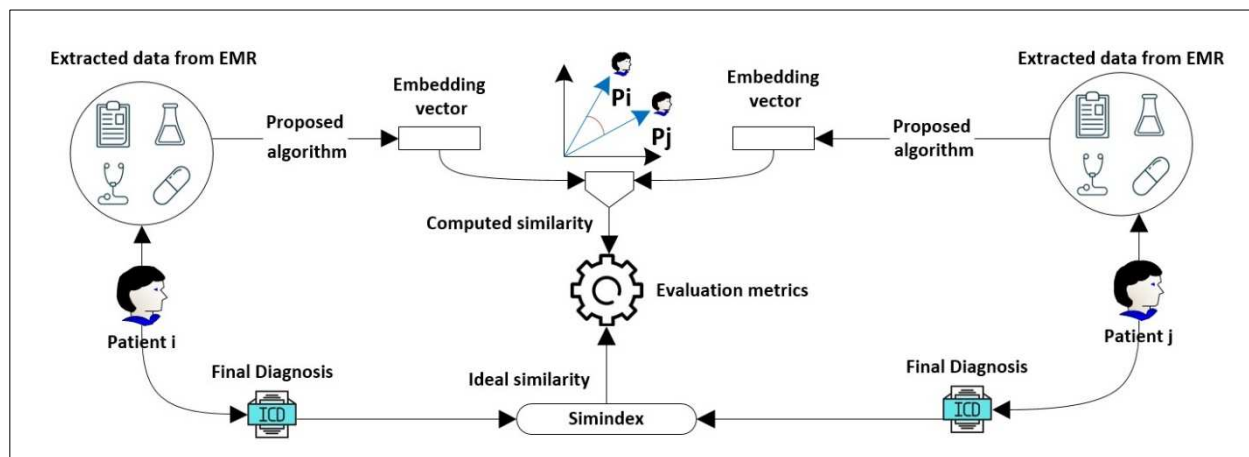 Extracted data from EMR
Extracted data from EMR
Embedding
vector
Embedding
vector
Pi
Pj
Proposed
algorithm
Proposed
algorithm
Computed similarity
Evaluation metrics
Patient i
Patient j
Final Diagnosis
Final Diagnosis
Ideal similarity
ICD
ICD
Simindex